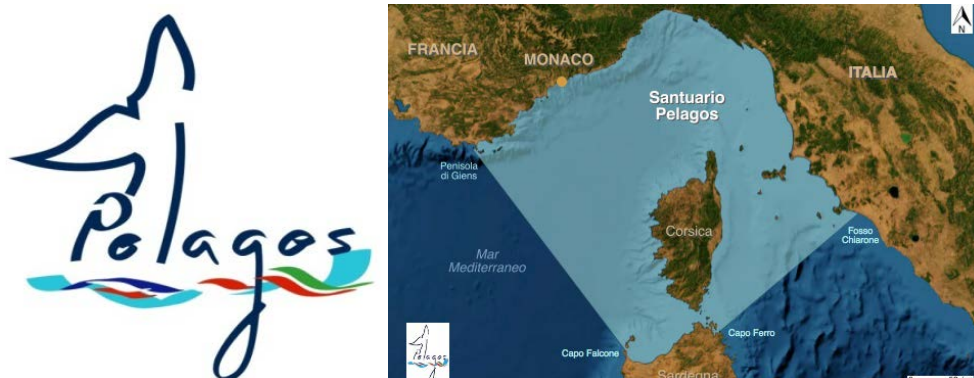 Pelagos
N
FRANCIA
MONACO
ITALIA
Santuario
Pelagos
Penisola
di Giens
Corsica
Fosso
Chiarone
Mar
Mediterraneo
Capo Ferro
Capo Falcone
Pelagos
Sardegna